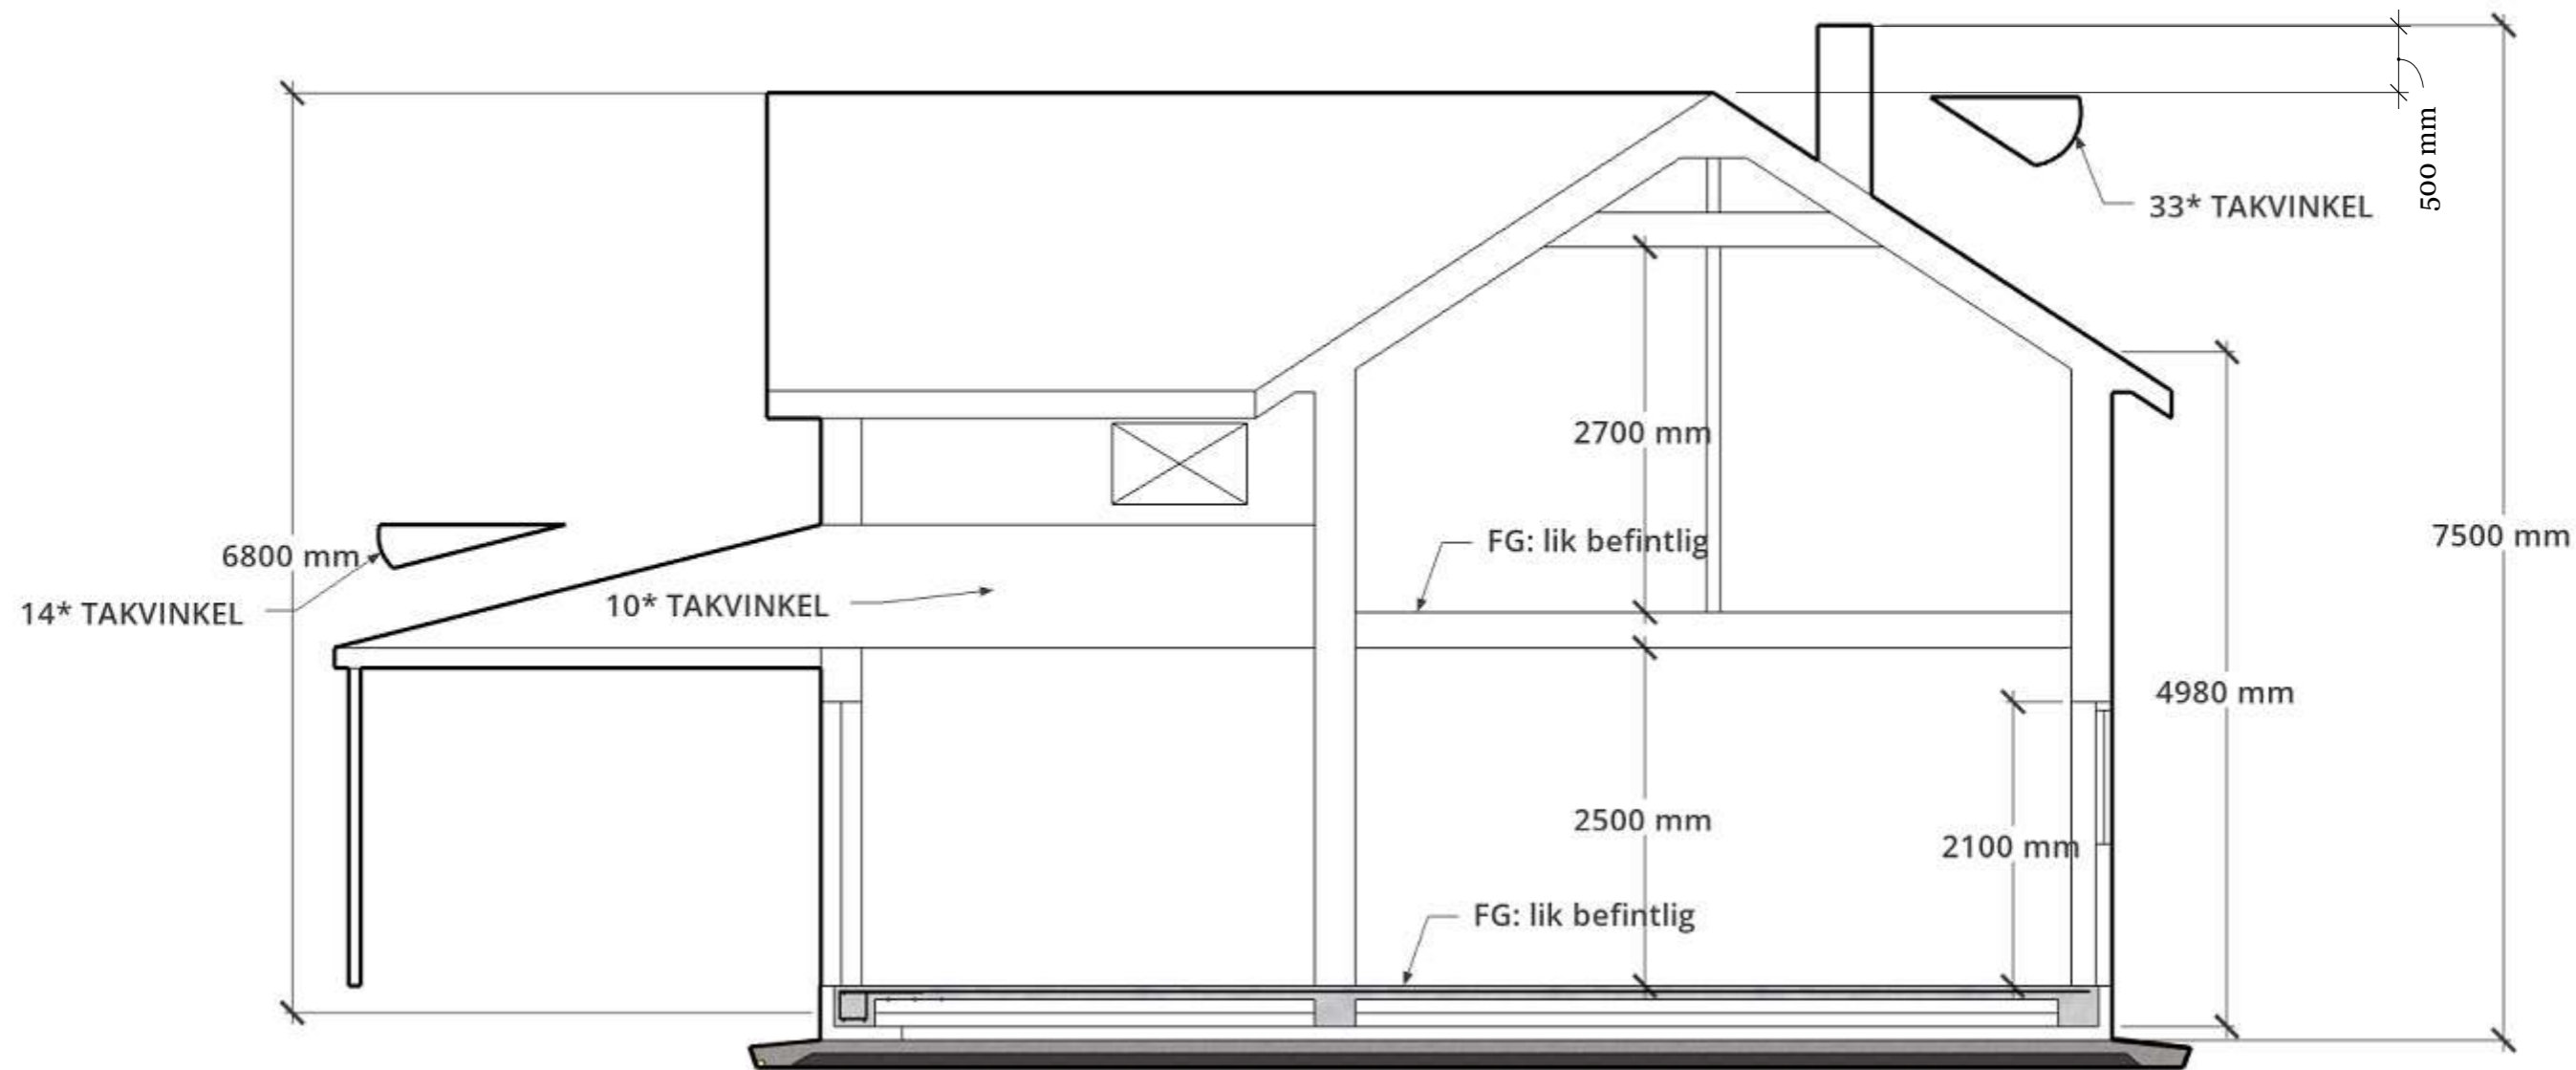 500 mm
33* TAKVINKEL
2700 mm
7500 mm
FG: lik befintlig
6800 mm
14* TAKVINKEL
10* TAKVINKEL
4980 mm
2500 mm
2100 mm
FG: lik befintlig